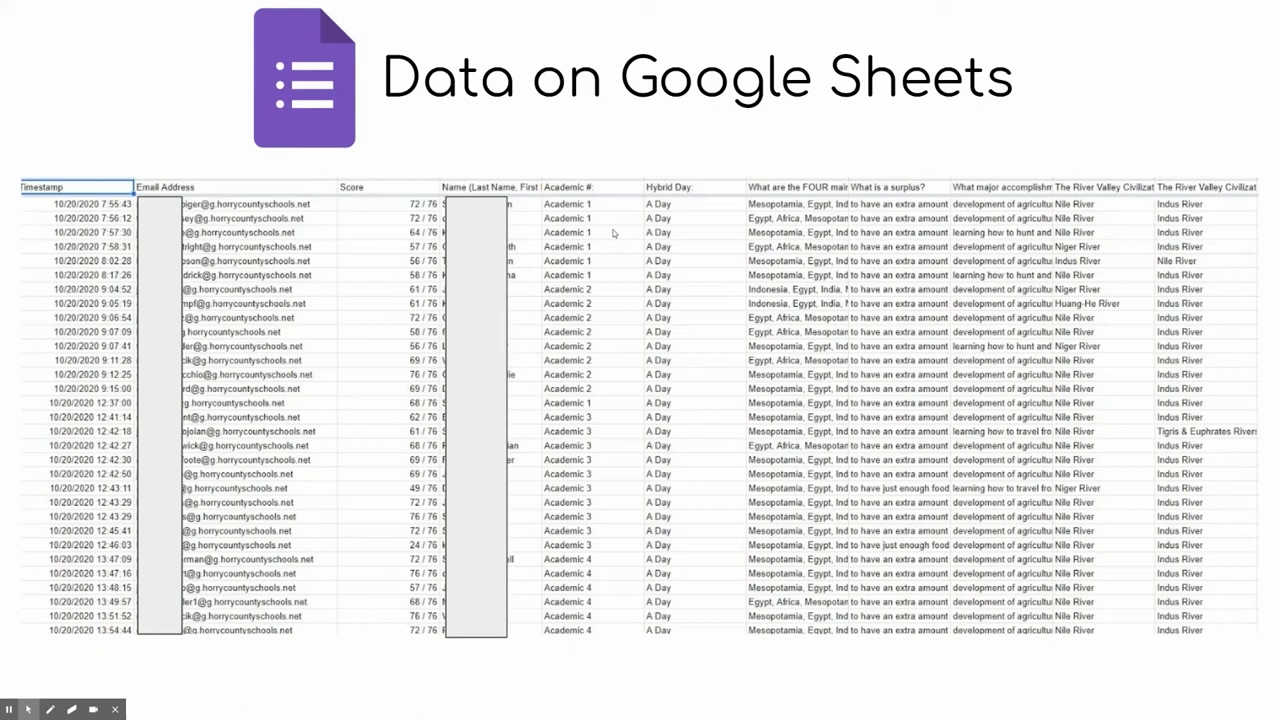 Data on Google Sheets
Timestamp Email Address Score Name (Last Name, First Academic #: Hybrid Day: What are the FOUR main What is a surplus? What major accomplishm The River Valley Civilizat The River Valley Civilizat
10/20/2020 7:55:43 @g.horrycountyschools.net 72 / 76 Academic 1 A Day Mesopotamia, Egypt, Ind to have an extra amount development of agricultu Nile River Indus River
10/20/2020 7:56:12 @g.horrycountyschools.net 72 / 76 Academic 1 A Day Egypt, Africa, Mesopotan to have an extra amount development of agricultu Nile River Indus River
10/20/2020 7:57:30 @g.horrycountyschools.net 64 / 76 Academic 1 A Day Mesopotamia, Egypt, Ind to have an extra amount learning how to hunt and Nile River Indus River
10/20/2020 7:58:31 @g.horrycountyschools.net 57 / 76 Academic 1 A Day Egypt, Africa, Mesopotan to have an extra amount development of agricultu Niger River Indus River
10/20/2020 8:02:28 @g.horrycountyschools.net 56 / 76 Academic 1 A Day Mesopotamia, Egypt, Ind to have an extra amount development of agricultu Indus River Nile River
10/20/2020 8:17:26 @g.horrycountyschools.net 58 / 76 Academic 1 A Day Mesopotamia, Egypt, Ind to have an extra amount learning how to hunt and Nile River Indus River
10/20/2020 9:04:52 @g.horrycountyschools.net 61 / 76 Academic 2 A Day Indonesia, Egypt, India, M to have an extra amount development of agricultu Niger River Indus River
10/20/2020 9:05:19 @g.horrycountyschools.net 61 / 76 Academic 2 A Day Indonesia, Egypt, India, M to have an extra amount development of agricultu Huang-He River Indus River
10/20/2020 9:06:54 @g.horrycountyschools.net 72 / 76 Academic 2 A Day Egypt, Africa, Mesopotan to have an extra amount development of agricultu Nile River Indus River
10/20/2020 9:07:09 @g.horrycountyschools.net 58 / 76 Academic 2 A Day Egypt, Africa, Mesopotan to have an extra amount development of agricultu Nile River Indus River
10/20/2020 9:07:41 @g.horrycountyschools.net 56 / 76 Academic 2 A Day Mesopotamia, Egypt, Ind to have an extra amount learning how to hunt and Niger River Indus River
10/20/2020 9:11:28 @g.horrycountyschools.net 69 / 76 Academic 2 A Day Egypt, Africa, Mesopotan to have an extra amount development of agricultu Nile River Indus River
10/20/2020 9:12:25 @g.horrycountyschools.net 76 / 76 Academic 2 A Day Mesopotamia, Egypt, Ind to have an extra amount development of agricultu Nile River Indus River
10/20/2020 9:15:00 @g.horrycountyschools.net 69 / 76 Academic 2 A Day Mesopotamia, Egypt, Ind to have an extra amount development of agricultu Nile River Indus River
10/20/2020 12:37:00 @g.horrycountyschools.net 68 / 76 Academic 1 A Day Mesopotamia, Egypt, Ind to have an extra amount development of agricultu Nile River Indus River
10/20/2020 12:41:14 @g.horrycountyschools.net 62 / 76 Academic 3 A Day Mesopotamia, Egypt, Ind to have an extra amount development of agricultu Nile River Indus River
10/20/2020 12:42:18 @g.horrycountyschools.net 61 / 76 Academic 3 A Day Mesopotamia, Egypt, Ind to have an extra amount learning how to travel fro Nile River Tigris & Euphrates Rivers
10/20/2020 12:42:27 @g.horrycountyschools.net 68 / 76 Academic 3 A Day Egypt, Africa, Mesopotan to have an extra amount development of agricultu Nile River Indus River
10/20/2020 12:42:30 @g.horrycountyschools.net 69 / 76 Academic 3 A Day Mesopotamia, Egypt, Ind to have an extra amount development of agricultu Nile River Indus River
10/20/2020 12:42:50 @g.horrycountyschools.net 69 / 76 Academic 3 A Day Mesopotamia, Egypt, Ind to have an extra amount development of agricultu Nile River Indus River
10/20/2020 12:43:11 @g.horrycountyschools.net 49 / 76 Academic 3 A Day Mesopotamia, Egypt, Ind to have just enough food learning how to travel fro Niger River Indus River
10/20/2020 12:43:29 @g.horrycountyschools.net 72 / 76 Academic 3 A Day Mesopotamia, Egypt, Ind to have an extra amount development of agricultu Nile River Indus River
10/20/2020 12:43:29 @g.horrycountyschools.net 76 / 76 Academic 3 A Day Mesopotamia, Egypt, Ind to have an extra amount development of agricultu Nile River Indus River
10/20/2020 12:45:41 @g.horrycountyschools.net 72 / 76 Academic 3 A Day Mesopotamia, Egypt, Ind to have an extra amount development of agricultu Nile River Indus River
10/20/2020 12:46:03 @g.horrycountyschools.net 24 / 76 Academic 3 A Day Mesopotamia, Egypt, Ind to have just enough food development of agricultu Nile River Indus River
10/20/2020 13:47:09 @g.horrycountyschools.net 72 / 76 Academic 4 A Day Mesopotamia, Egypt, Ind to have an extra amount development of agricultu Nile River Indus River
10/20/2020 13:47:16 @g.horrycountyschools.net 76 / 76 Academic 4 A Day Mesopotamia, Egypt, Ind to have an extra amount development of agricultu Nile River Indus River
10/20/2020 13:48:15 @g.horrycountyschools.net 57 / 76 Academic 4 A Day Mesopotamia, Egypt, Ind to have an extra amount development of agricultu Nile River Indus River
10/20/2020 13:49:57 @g.horrycountyschools.net 68 / 76 Academic 4 A Day Egypt, Africa, Mesopotan to have an extra amount development of agricultu Nile River Indus River
10/20/2020 13:51:52 @g.horrycountyschools.net 76 / 76 Academic 4 A Day Mesopotamia, Egypt, Ind to have an extra amount development of agricultu Nile River Indus River
10/20/2020 13:54:44 @g.horrycountyschools.net 72 / 76 Academic 4 A Day Mesopotamia, Egypt, Ind to have an extra amount development of agricultu Nile River Indus River